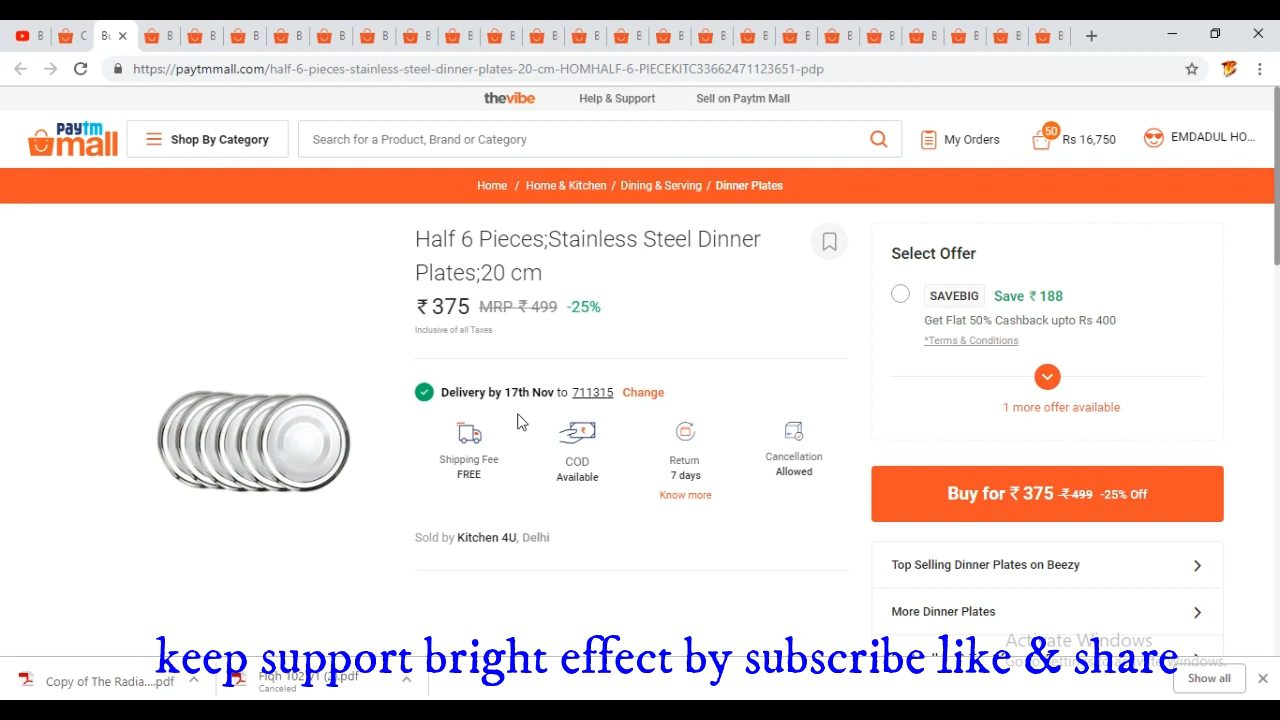 B C Bu B B B B B B B B B B B B B B B B B B B B B B
https://paytmmall.com/half-6-pieces-stainless-steel-dinner-plates-20-cm-HOMHALF-6-PIECEKITC33662471123651-pdp
thevibe Help & Support Sell on Paytm Mall
paytm mall
Shop By Category
Search for a Product, Brand or Category
My Orders
50
Rs 16,750
EMDADUL HO...
Home / Home & Kitchen / Dining & Serving / Dinner Plates
Half 6 Pieces;Stainless Steel Dinner
Plates;20 cm
₹ 375 MRP ₹ 499 -25%
Inclusive of all Taxes
Delivery by 17th Nov to 711315 Change
Shipping Fee
FREE
COD
Available
Return
7 days
Know more
Cancellation
Allowed
Sold by Kitchen 4U, Delhi
Select Offer
SAVEBIG Save ₹ 188
Get Flat 50% Cashback upto Rs 400
*Terms & Conditions
1 more offer available
Buy for ₹ 375 ₹ 499 -25% Off
Top Selling Dinner Plates on Beezy
More Dinner Plates
Activate Windows
keep support bright effect by subscribe like & share
Copy of The Radia....pdf
Canceled
Show all